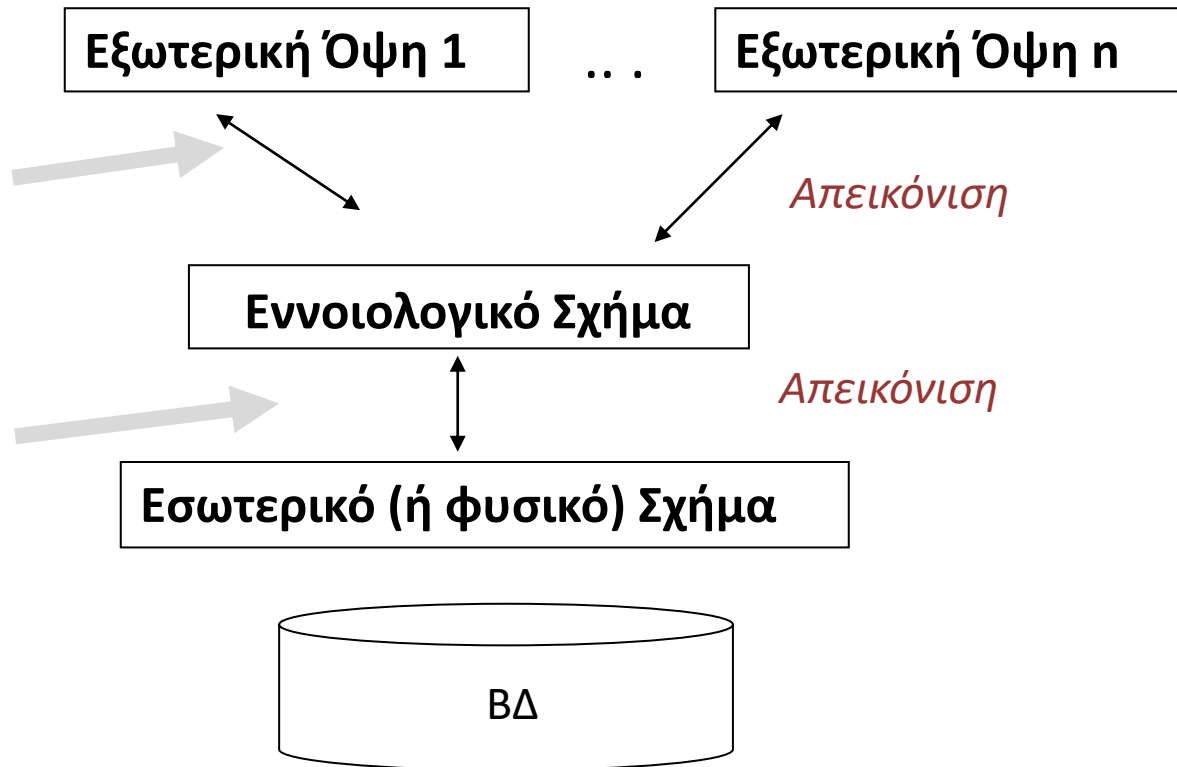 Εξωτερική Όψη 1 .. . Εξωτερική Όψη n
Απεικόνιση
Εννοιολογικό Σχήμα
Απεικόνιση
Εσωτερικό (ή φυσικό) Σχήμα
ΒΔ